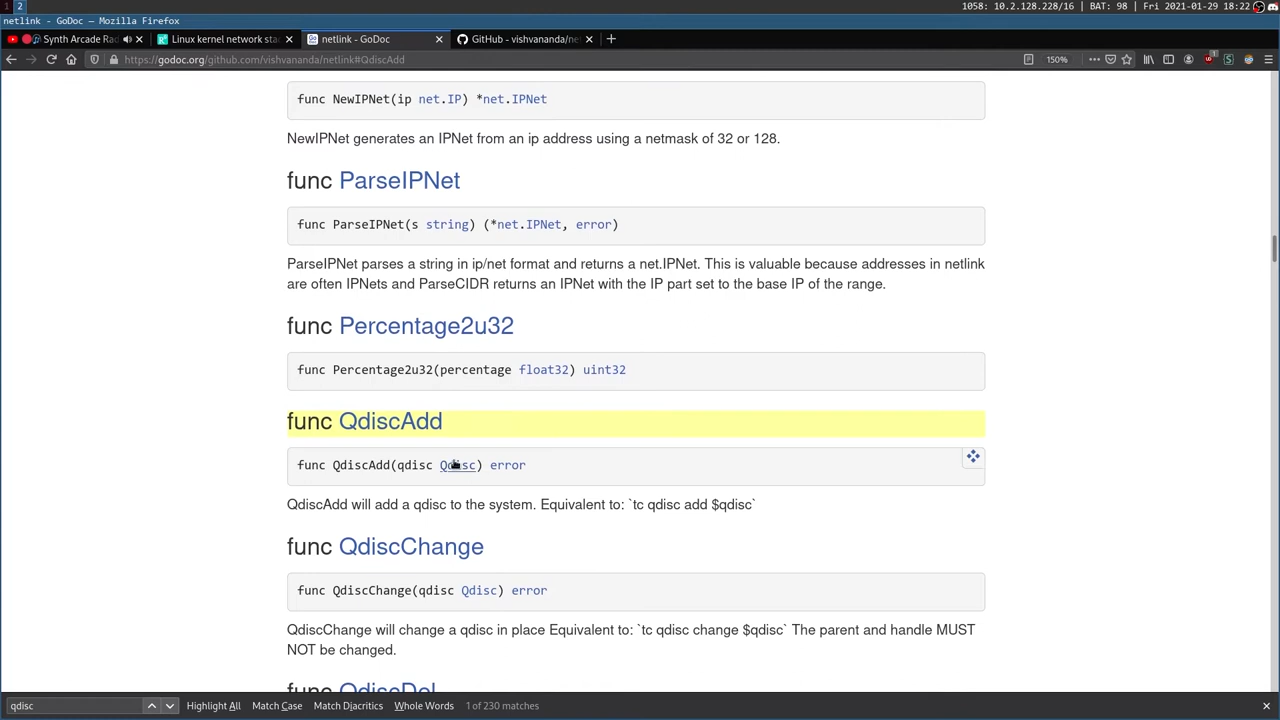 1 2 1058: 10.2.128.228/16 | BAT: 98 | Fri 2021-01-29 18:22
netlink - GoDoc — Mozilla Firefox
Synth Arcade Rad Linux kernel network sta netlink - GoDoc GitHub - vishvananda/net
https://godoc.org/github.com/vishvananda/netlink#QdiscAdd 150%
func NewIPNet(ip net.IP) *net.IPNet
NewIPNet generates an IPNet from an ip address using a netmask of 32 or 128.
func ParseIPNet
func ParseIPNet(s string) (*net.IPNet, error)
ParseIPNet parses a string in ip/net format and returns a net.IPNet. This is valuable because addresses in netlink
are often IPNets and ParseCIDR returns an IPNet with the IP part set to the base IP of the range.
func Percentage2u32
func Percentage2u32(percentage float32) uint32
func QdiscAdd
func QdiscAdd(qdisc Qdisc) error
QdiscAdd will add a qdisc to the system. Equivalent to: `tc qdisc add $qdisc`
func QdiscChange
func QdiscChange(qdisc Qdisc) error
QdiscChange will change a qdisc in place Equivalent to: `tc qdisc change $qdisc` The parent and handle MUST
NOT be changed.
func QdiscDel
qdisc Highlight All Match Case Match Diacritics Whole Words 1 of 230 matches